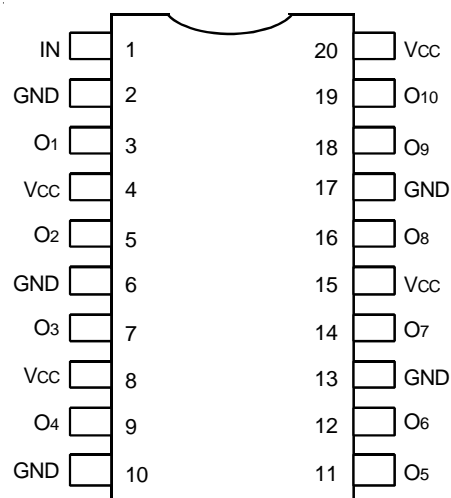 IN 1 20 VCC
GND 2 19 O10
O1 3 18 O9
VCC 4 17 GND
O2 5 16 O8
GND 6 15 VCC
O3 7 14 O7
VCC 8 13 GND
O4 9 12 O6
GND 10 11 O5